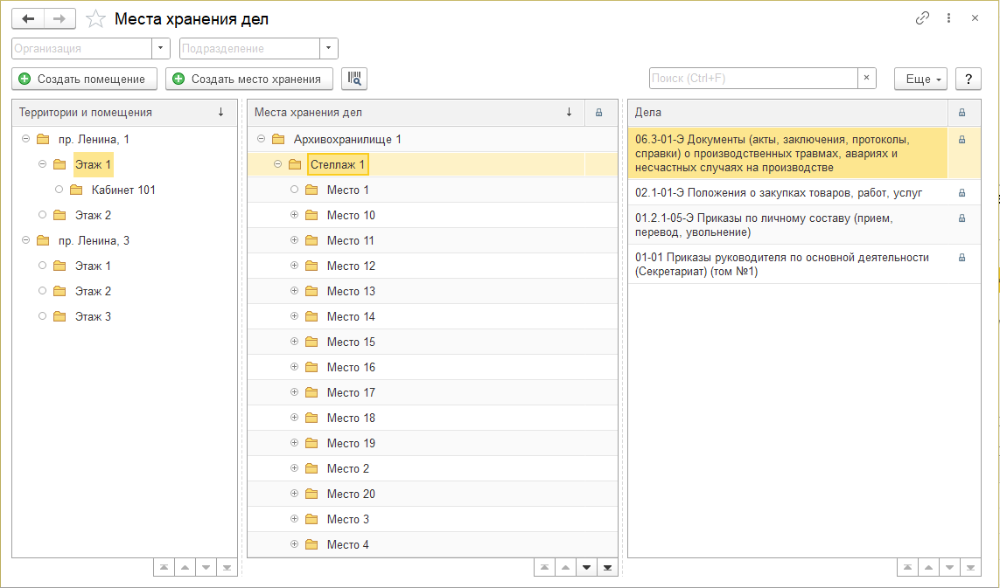 Места хранения дел
Организация
Подразделение
Создать помещение
Создать место хранения
Поиск (Ctrl+F)
×
Еще
?
Территории и помещения ↓
пр. Ленина, 1
Этаж 1
Кабинет 101
Этаж 2
пр. Ленина, 3
Этаж 1
Этаж 2
Этаж 3
Места хранения дел ↓
Архивохранилище 1
Стеллаж 1
Место 1
Место 10
Место 11
Место 12
Место 13
Место 14
Место 15
Место 16
Место 17
Место 18
Место 19
Место 2
Место 20
Место 3
Место 4
Дела
06.3-01-Э Документы (акты, заключения, протоколы,
справки) о производственных травмах, авариях и
несчастных случаях на производстве
02.1-01-Э Положения о закупках товаров, работ, услуг
01.2.1-05-Э Приказы по личному составу (прием,
перевод, увольнение)
01-01 Приказы руководителя по основной деятельности
(Секретариат) (том №1)